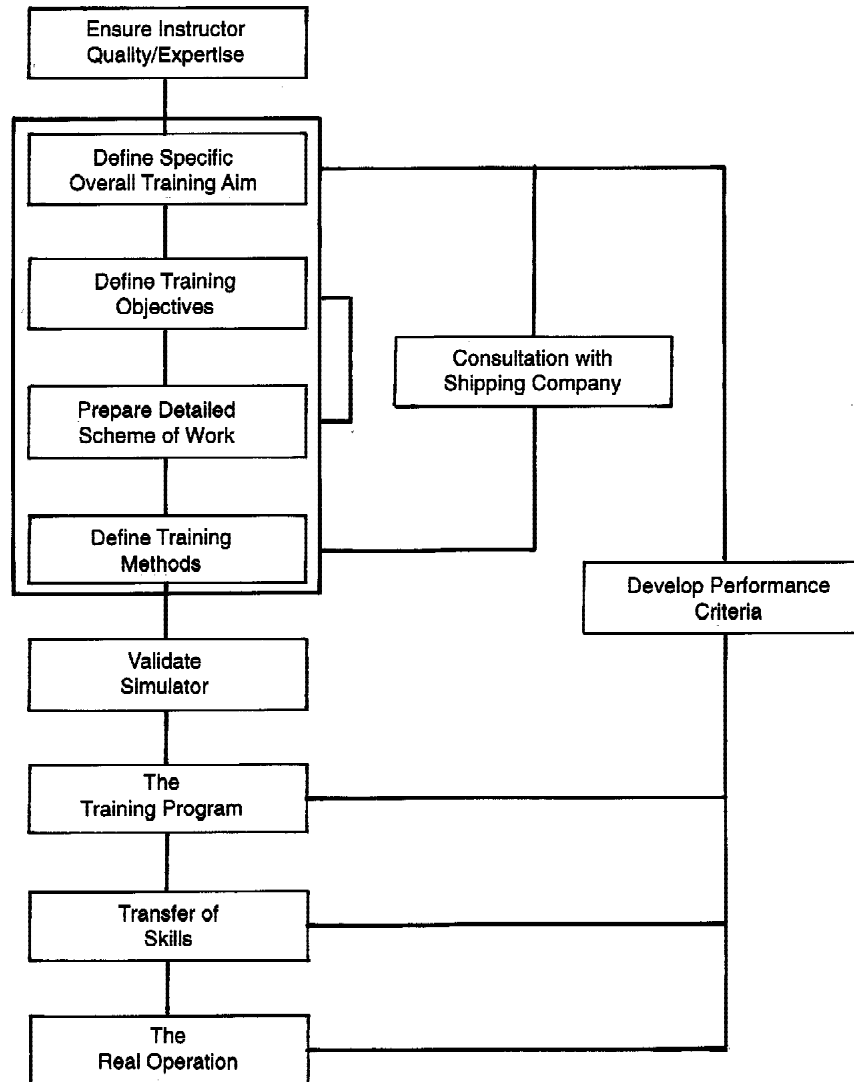 Ensure Instructor
Quality/Expertise
Define Specific
Overall Training Aim
Define Training
Objectives
Consultation with
Shipping Company
Prepare Detailed
Scheme of Work
Define Training
Methods
Develop Performance
Criteria
Validate
Simulator
The
Training Program
Transfer of
Skills
The
Real Operation